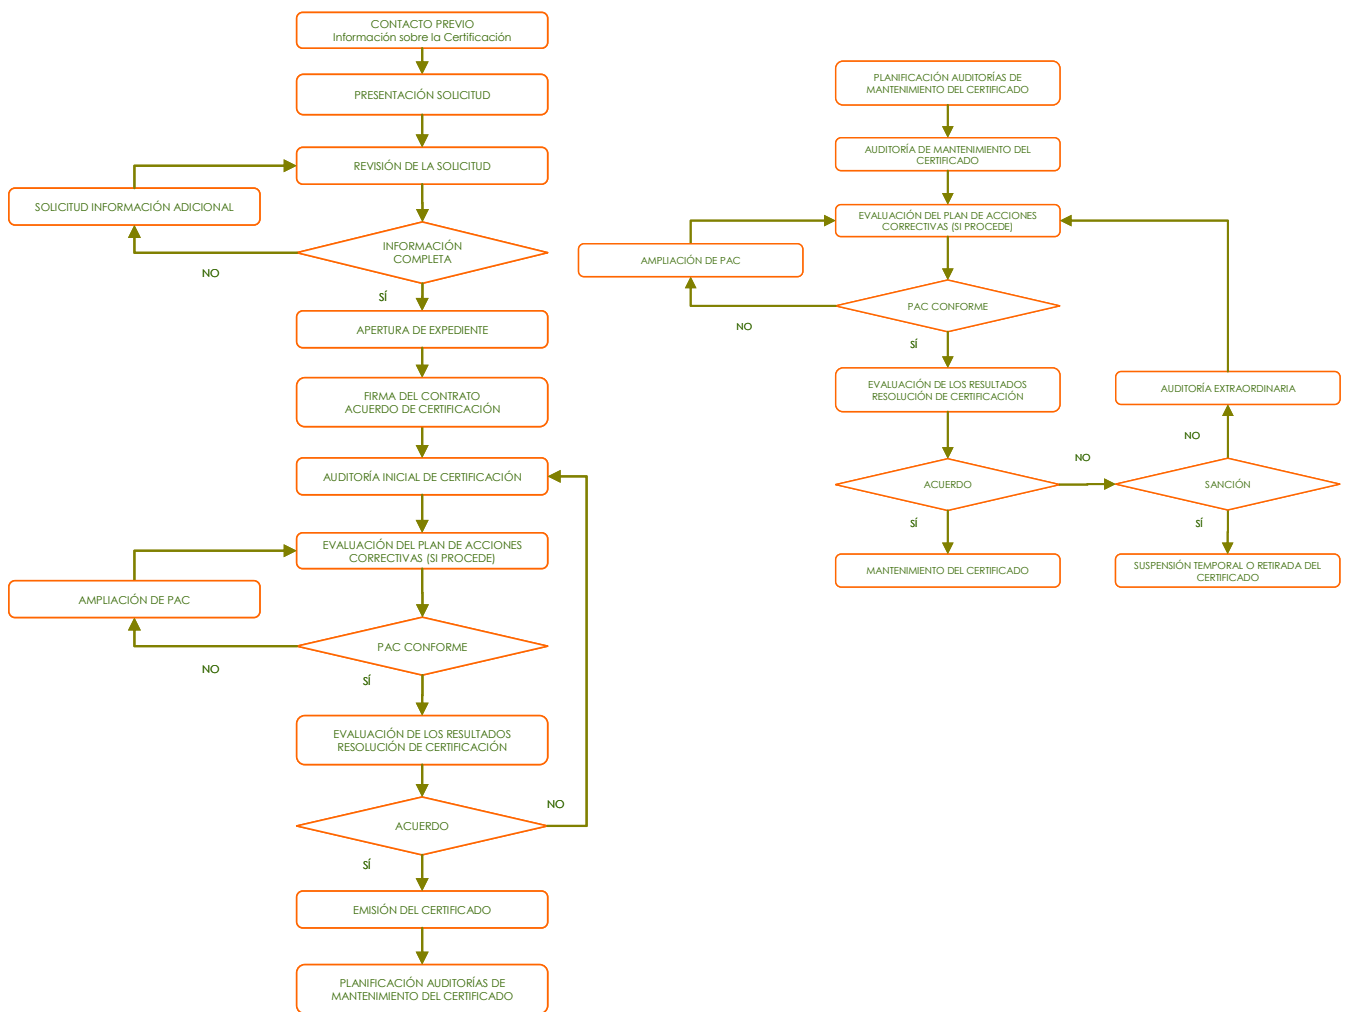 CONTACTO PREVIO
Información sobre la Certificación
PRESENTACIÓN SOLICITUD
REVISIÓN DE LA SOLICITUD
SOLICITUD INFORMACIÓN ADICIONAL
INFORMACIÓN
COMPLETA
NO
SÍ
APERTURA DE EXPEDIENTE
FIRMA DEL CONTRATO
ACUERDO DE CERTIFICACIÓN
AUDITORÍA INICIAL DE CERTIFICACIÓN
EVALUACIÓN DEL PLAN DE ACCIONES
CORRECTIVAS (SI PROCEDE)
AMPLIACIÓN DE PAC
PAC CONFORME
NO
SÍ
EVALUACIÓN DE LOS RESULTADOS
RESOLUCIÓN DE CERTIFICACIÓN
NO
ACUERDO
SÍ
EMISIÓN DEL CERTIFICADO
PLANIFICACIÓN AUDITORÍAS DE
MANTENIMIENTO DEL CERTIFICADO
PLANIFICACIÓN AUDITORÍAS DE
MANTENIMIENTO DEL CERTIFICADO
AUDITORÍA DE MANTENIMIENTO DEL
CERTIFICADO
EVALUACIÓN DEL PLAN DE ACCIONES
CORRECTIVAS (SI PROCEDE)
AMPLIACIÓN DE PAC
PAC CONFORME
NO
SÍ
EVALUACIÓN DE LOS RESULTADOS
RESOLUCIÓN DE CERTIFICACIÓN
AUDITORÍA EXTRAORDINARIA
NO
NO
ACUERDO
SANCIÓN
SÍ
SÍ
MANTENIMIENTO DEL CERTIFICADO
SUSPENSIÓN TEMPORAL O RETIRADA DEL
CERTIFICADO